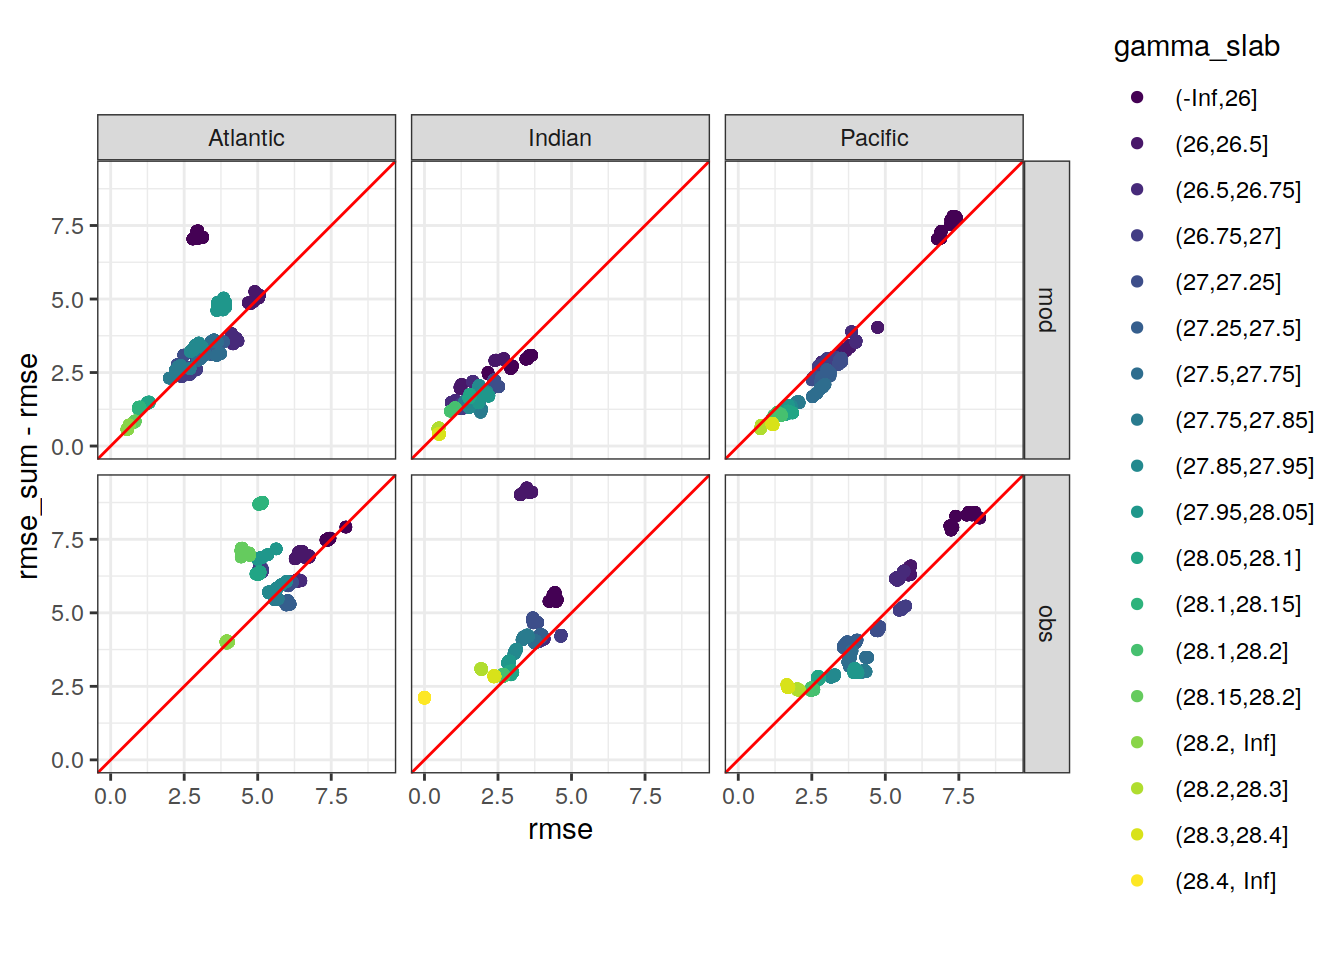 gamma_slab
(-Inf,26]
(26,26.5]
(26.5,26.75]
(26.75,27]
(27,27.25]
(27.25,27.5]
(27.5,27.75]
(27.75,27.85]
(27.85,27.95]
(27.95,28.05]
(28.05,28.1]
(28.1,28.15]
(28.1,28.2]
(28.15,28.2]
(28.2, Inf]
(28.2,28.3]
(28.3,28.4]
(28.4, Inf]
Atlantic
Indian
Pacific
mod
obs
rmse_sum - rmse
7.5
5.0
2.5
0.0
7.5
5.0
2.5
0.0
0.0 2.5 5.0 7.5
0.0 2.5 5.0 7.5
0.0 2.5 5.0 7.5
rmse